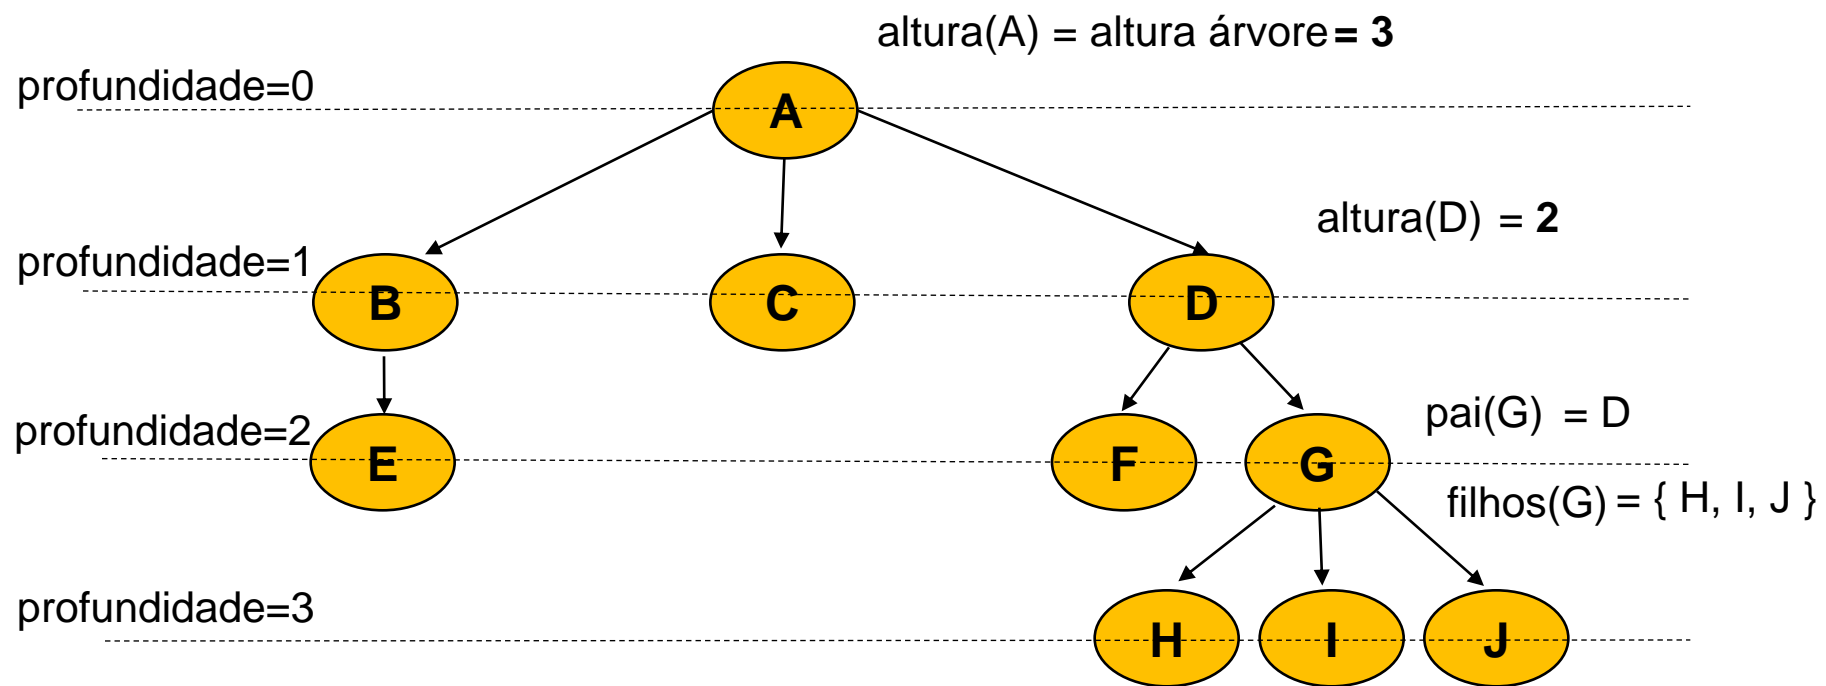 altura(A) = altura árvore = 3
profundidade=0
A
altura(D) = 2
profundidade=1
B C D
pai(G) = D
profundidade=2
E F G
filhos(G) = { H, I, J }
profundidade=3
H I J